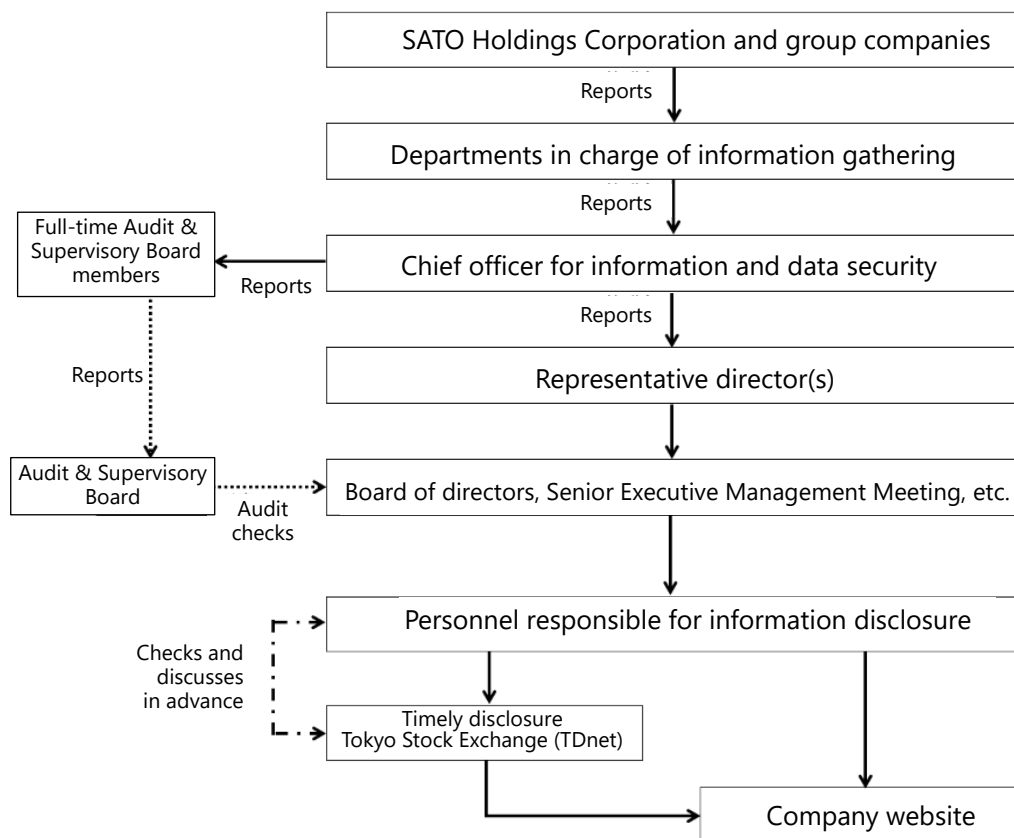 SATO Holdings Corporation and group companies
Reports
Departments in charge of information gathering
Reports
Full-time Audit &
Supervisory Board
members
Chief officer for information and data security
Reports
Reports
Representative director(s)
Reports
Audit & Supervisory
Board
Board of directors, Senior Executive Management Meeting, etc.
Audit
checks
Personnel responsible for information disclosure
Checks and
discusses
in advance
Timely disclosure
Tokyo Stock Exchange (TDnet)
Company website